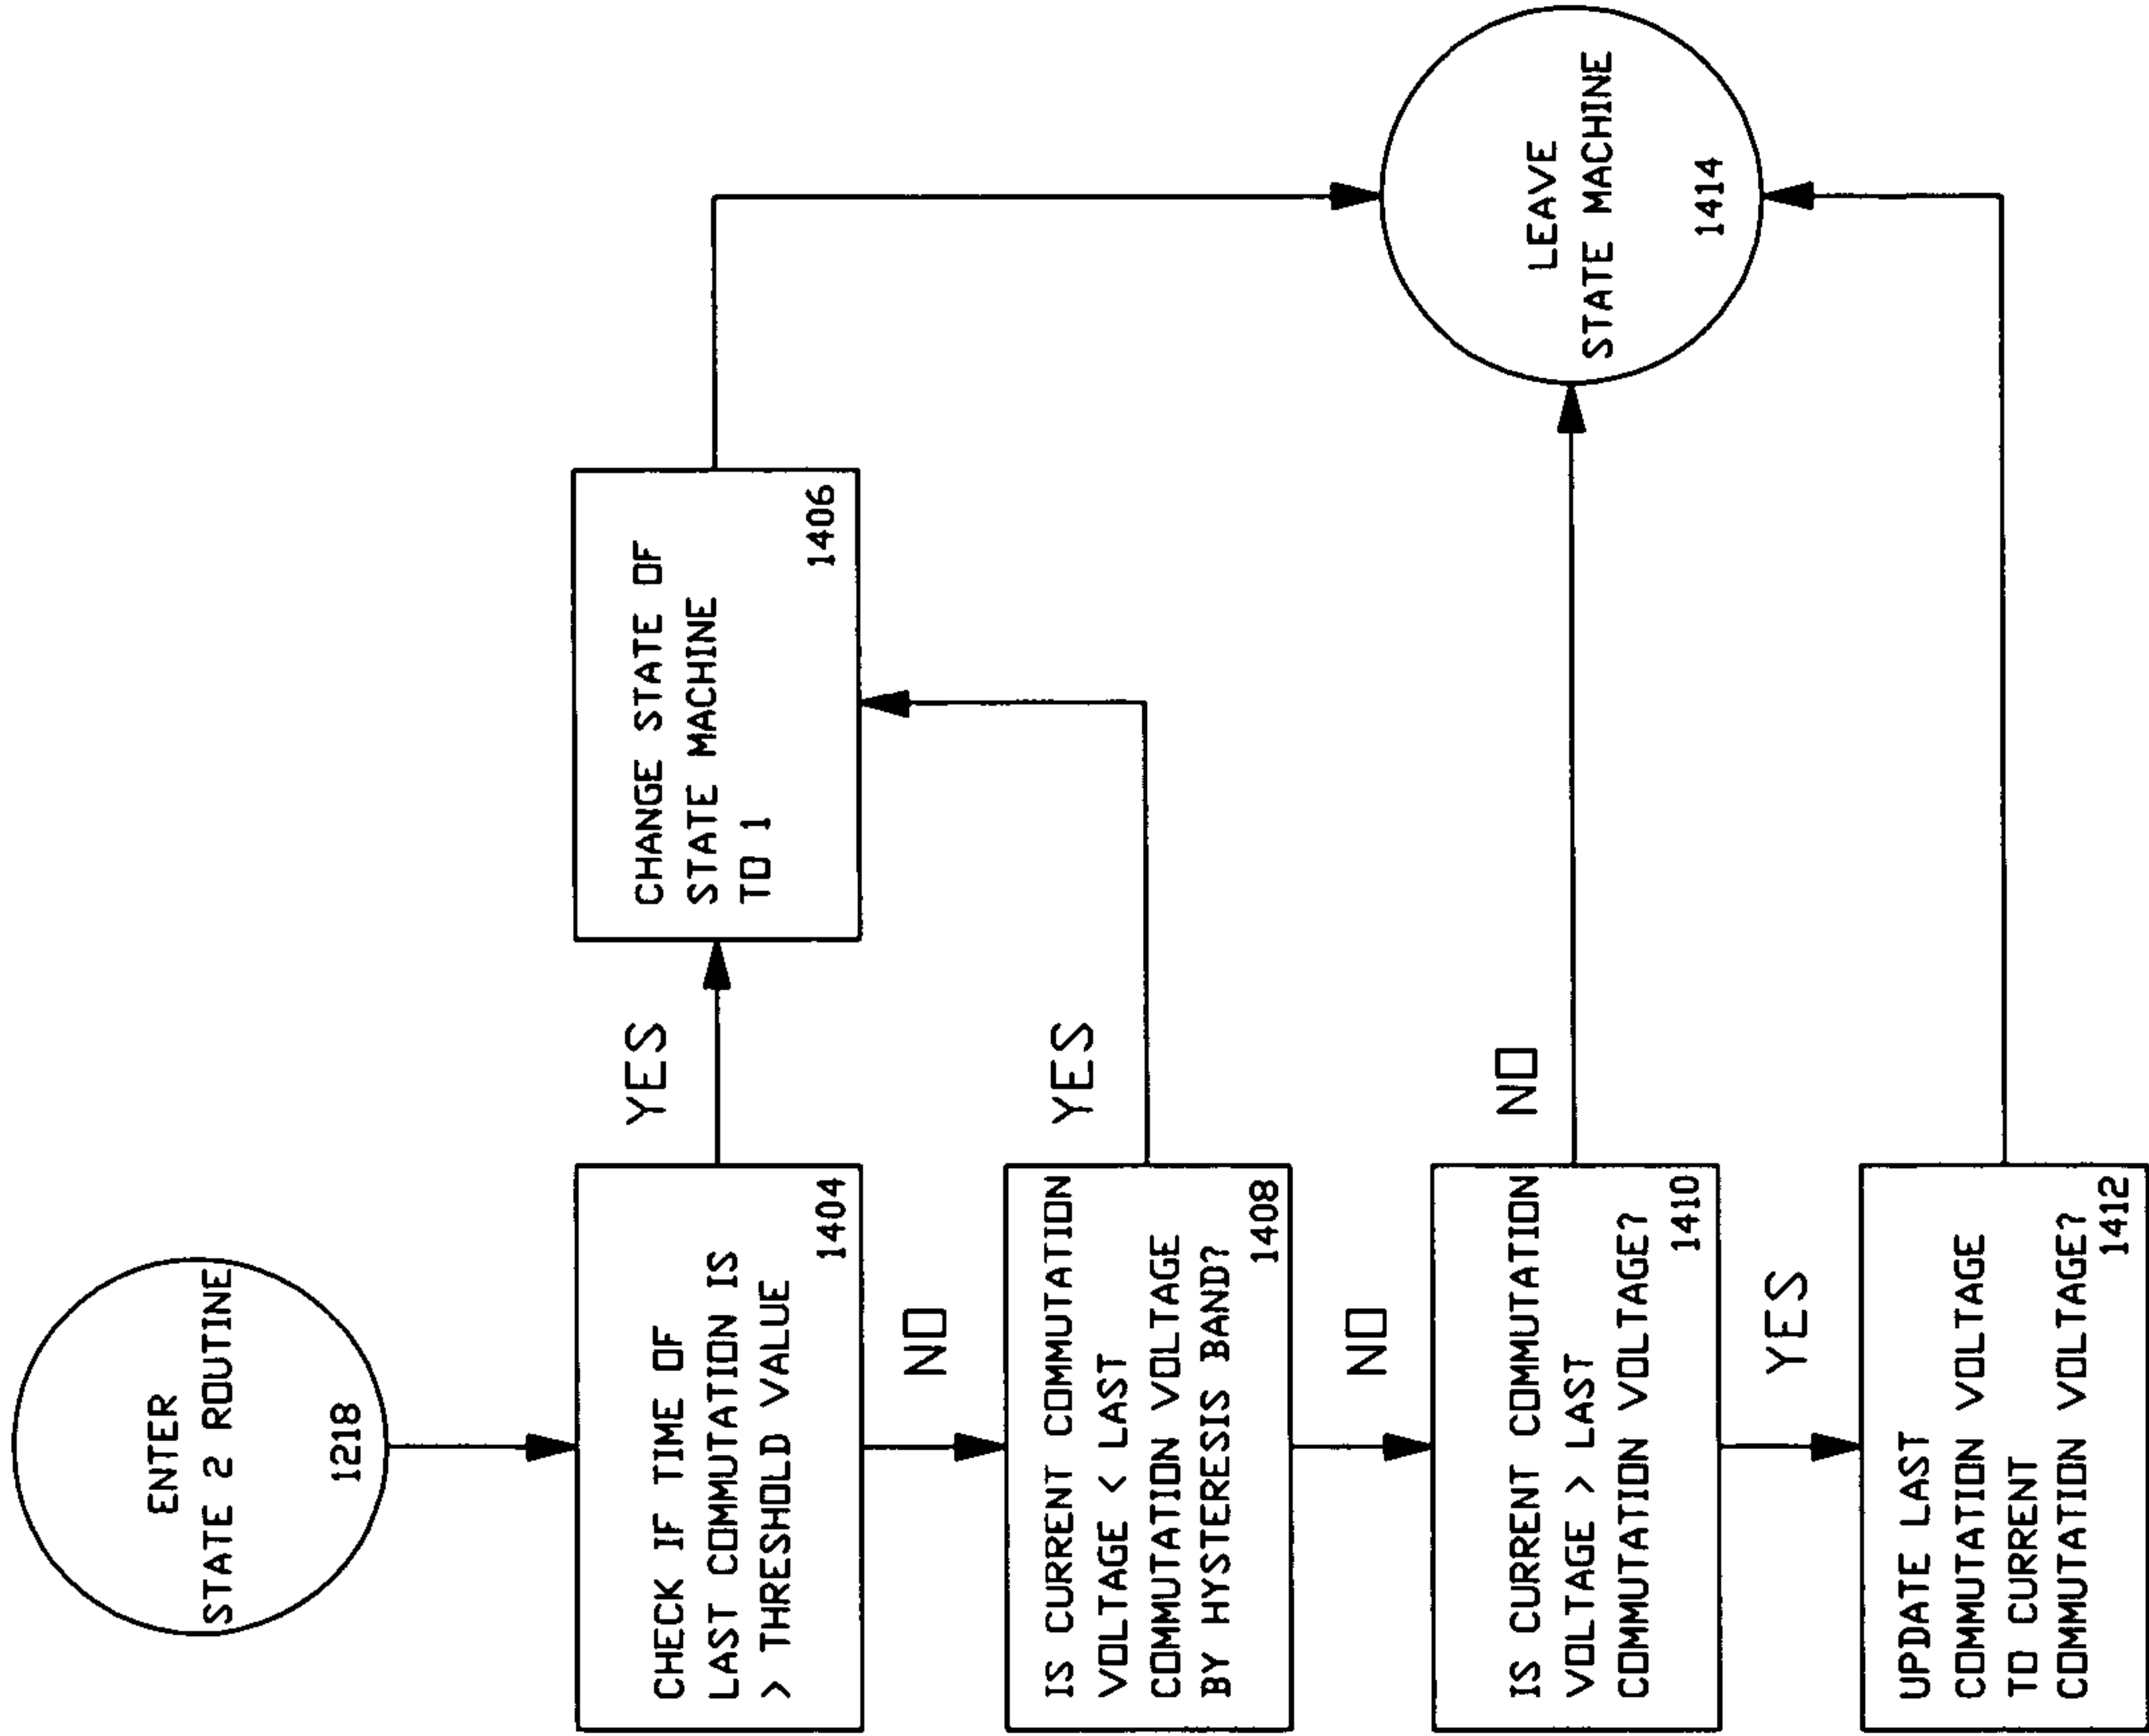 ENTER
STATE 2 ROUTINE
1218
CHECK IF TIME OF
LAST COMMUTATION IS
> THRESHOLD VALUE
1404
YES
CHANGE STATE OF
STATE MACHINE
TO 1
1406
NO
IS CURRENT COMMUTATION
VOLTAGE < LAST
COMMUTATION VOLTAGE
BY HYSTERESIS BAND?
1408
YES
NO
IS CURRENT COMMUTATION
VOLTAGE > LAST
COMMUTATION VOLTAGE?
1410
NO
LEAVE
STATE MACHINE
1414
YES
UPDATE LAST
COMMUTATION VOLTAGE
TO CURRENT
COMMUTATION VOLTAGE?
1412